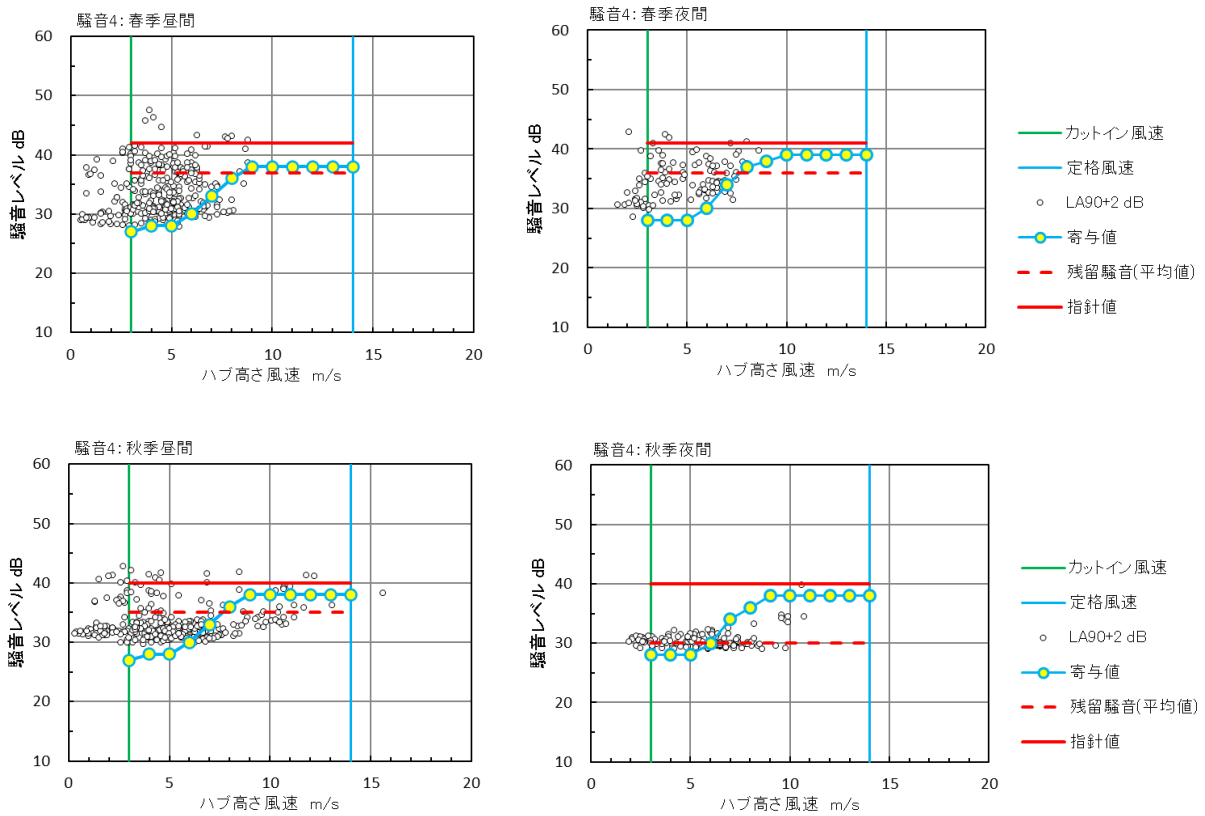 騒音4: 春季昼間
60
50
40
30
20
10
0
5
10
15
20
騒音レベル dB
ハブ高さ風速 m/s
騒音4: 春季夜間
60
50
40
30
20
10
0
5
10
15
20
騒音レベル dB
ハブ高さ風速 m/s
カットイン風速
定格風速
LA90+2 dB
寄与値
残留騒音(平均値)
指針値
騒音4: 秋季昼間
60
50
40
30
20
10
0
5
10
15
20
騒音レベル dB
ハブ高さ風速 m/s
騒音4: 秋季夜間
60
50
40
30
20
10
0
5
10
15
20
騒音レベル dB
ハブ高さ風速 m/s
カットイン風速
定格風速
LA90+2 dB
寄与値
残留騒音(平均値)
指針値